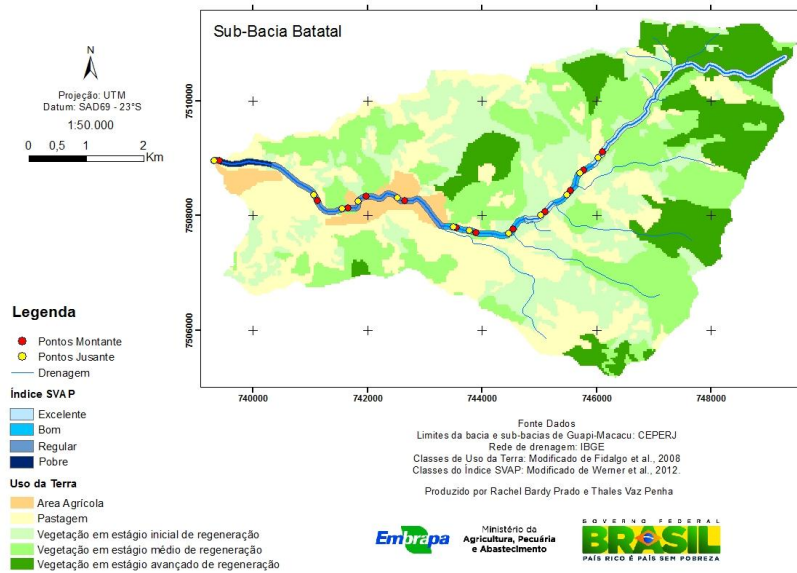 Sub-Bacia Batatal
N
Projeção: UTM
Datum: SAD69 - 23°S
1:50.000
0 0,5 1 2
Km
7510000
7508000
7506000
740000 742000 744000 746000 748000
Legenda
Pontos Montante
Pontos Jusante
Drenagem
Índice SVAP
Excelente
Bom
Regular
Pobre
Uso da Terra
Area Agrícola
Pastagem
Vegetação em estágio inicial de regeneração
Vegetação em estágio médio de regeneração
Vegetação em estágio avançado de regeneração
Fonte Dados
Limites da bacia e sub-bacias de Guapi-Macacu: CEPERJ
Rede de drenagem: IBGE
Classes de Uso da Terra: Modificado de Fidalgo et al., 2008
Classes do Índice SVAP: Modificado de Werner et al., 2012.
Produzido por Rachel Bardy Prado e Thales Vaz Penha
Embrapa
Ministério da
Agricultura, Pecuária
e Abastecimento
GOVERNO FEDERAL
BRASIL
PAÍS RICO É PAÍS SEM POBREZA